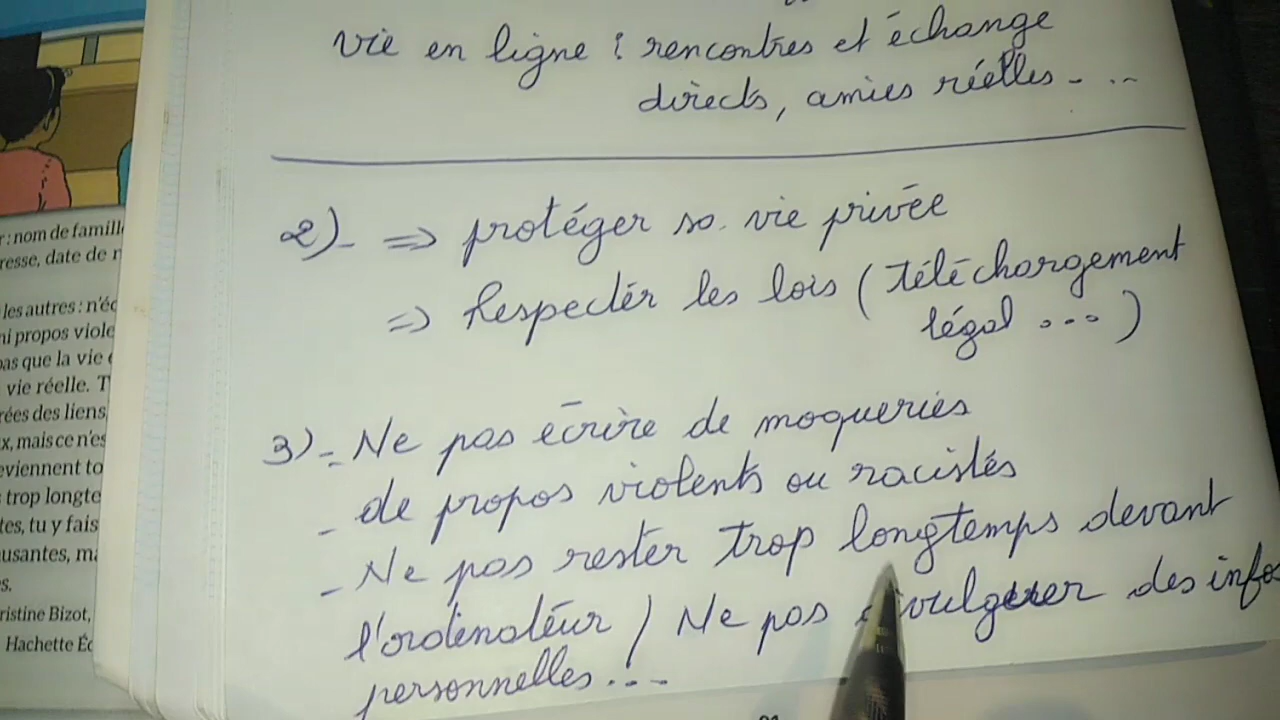 r : nom de famill
resse, date de n
les autres : n'éc
ni propos viole
pas que la vie
vie réelle. T
rées des liens
x, mais ce n'es
eviennent to
trop longte
tes, tu y fais
usantes, ma
s.
ristine Bizot,
Hachette Éc
vie en ligne : rencontres et échange
directs, amies réelles - ...
2)- => protéger sa vie privée
=> Respecter les lois (téléchargement
légal ...)
3)- Ne pas écrire de moqueries
- de propos violents ou racistes
- Ne pas rester trop longtemps devant
l'ordinateur / Ne pas divulguer des infos
personnelles...